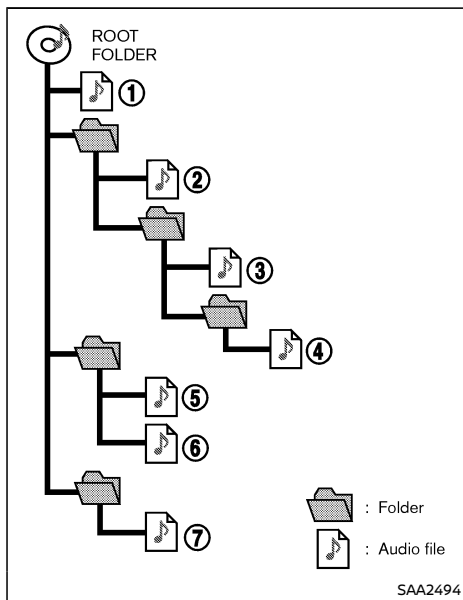 ROOT
FOLDER
①
②
③
④
⑤
⑥
⑦
: Folder
: Audio file
SAA2494